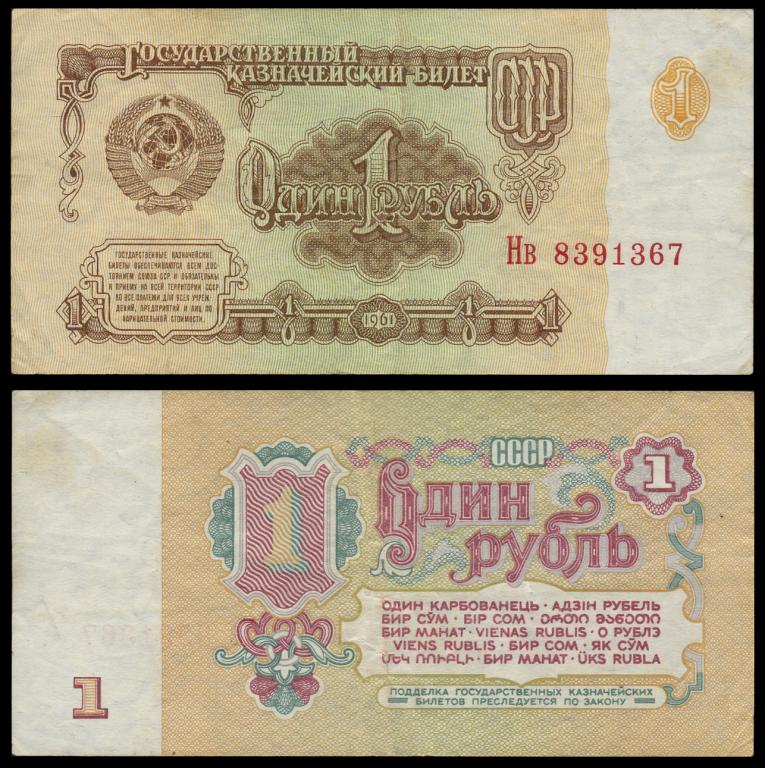 Государственный
Казначейский Билет
СССР
1
Один 1 рубль
Нв 8391367
ГОСУДАРСТВЕННЫЕ КАЗНАЧЕЙСКИЕ
БИЛЕТЫ ОБЕСПЕЧИВАЮТСЯ ВСЕМ ДОС-
ТОЯНИЕМ СОЮЗА ССР И ОБЯЗАТЕЛЬНЫ
К ПРИЕМУ НА ВСЕЙ ТЕРРИТОРИИ СССР
ВО ВСЕ ПЛАТЕЖИ ДЛЯ ВСЕХ УЧРЕЖ-
ДЕНИЙ, ПРЕДПРИЯТИЙ И ЛИЦ ПО
НАРИЦАТЕЛЬНОЙ СТОИМОСТИ.
1 1 1961 1 1
СССР
1
1
Один
рубль
ОДИН КАРБОВАНЕЦЬ · АДЗІН РУБЕЛЬ
БИР СЎМ · БІР СОМ · ᲔᲠᲗᲘ ᲛᲐᲜᲔᲗᲘ
БИР МАНАТ · VIENAS RUBLIS · О РУБЛЭ
VIENS RUBLIS · БИР СОМ · ЯК СЎМ
ՄԵԿ ՌՈՒԲԼԻ · БИР МАНАТ · ÜKS RUBLA
ПОДДЕЛКА ГОСУДАРСТВЕННЫХ КАЗНАЧЕЙСКИХ
БИЛЕТОВ ПРЕСЛЕДУЕТСЯ ПО ЗАКОНУ
1